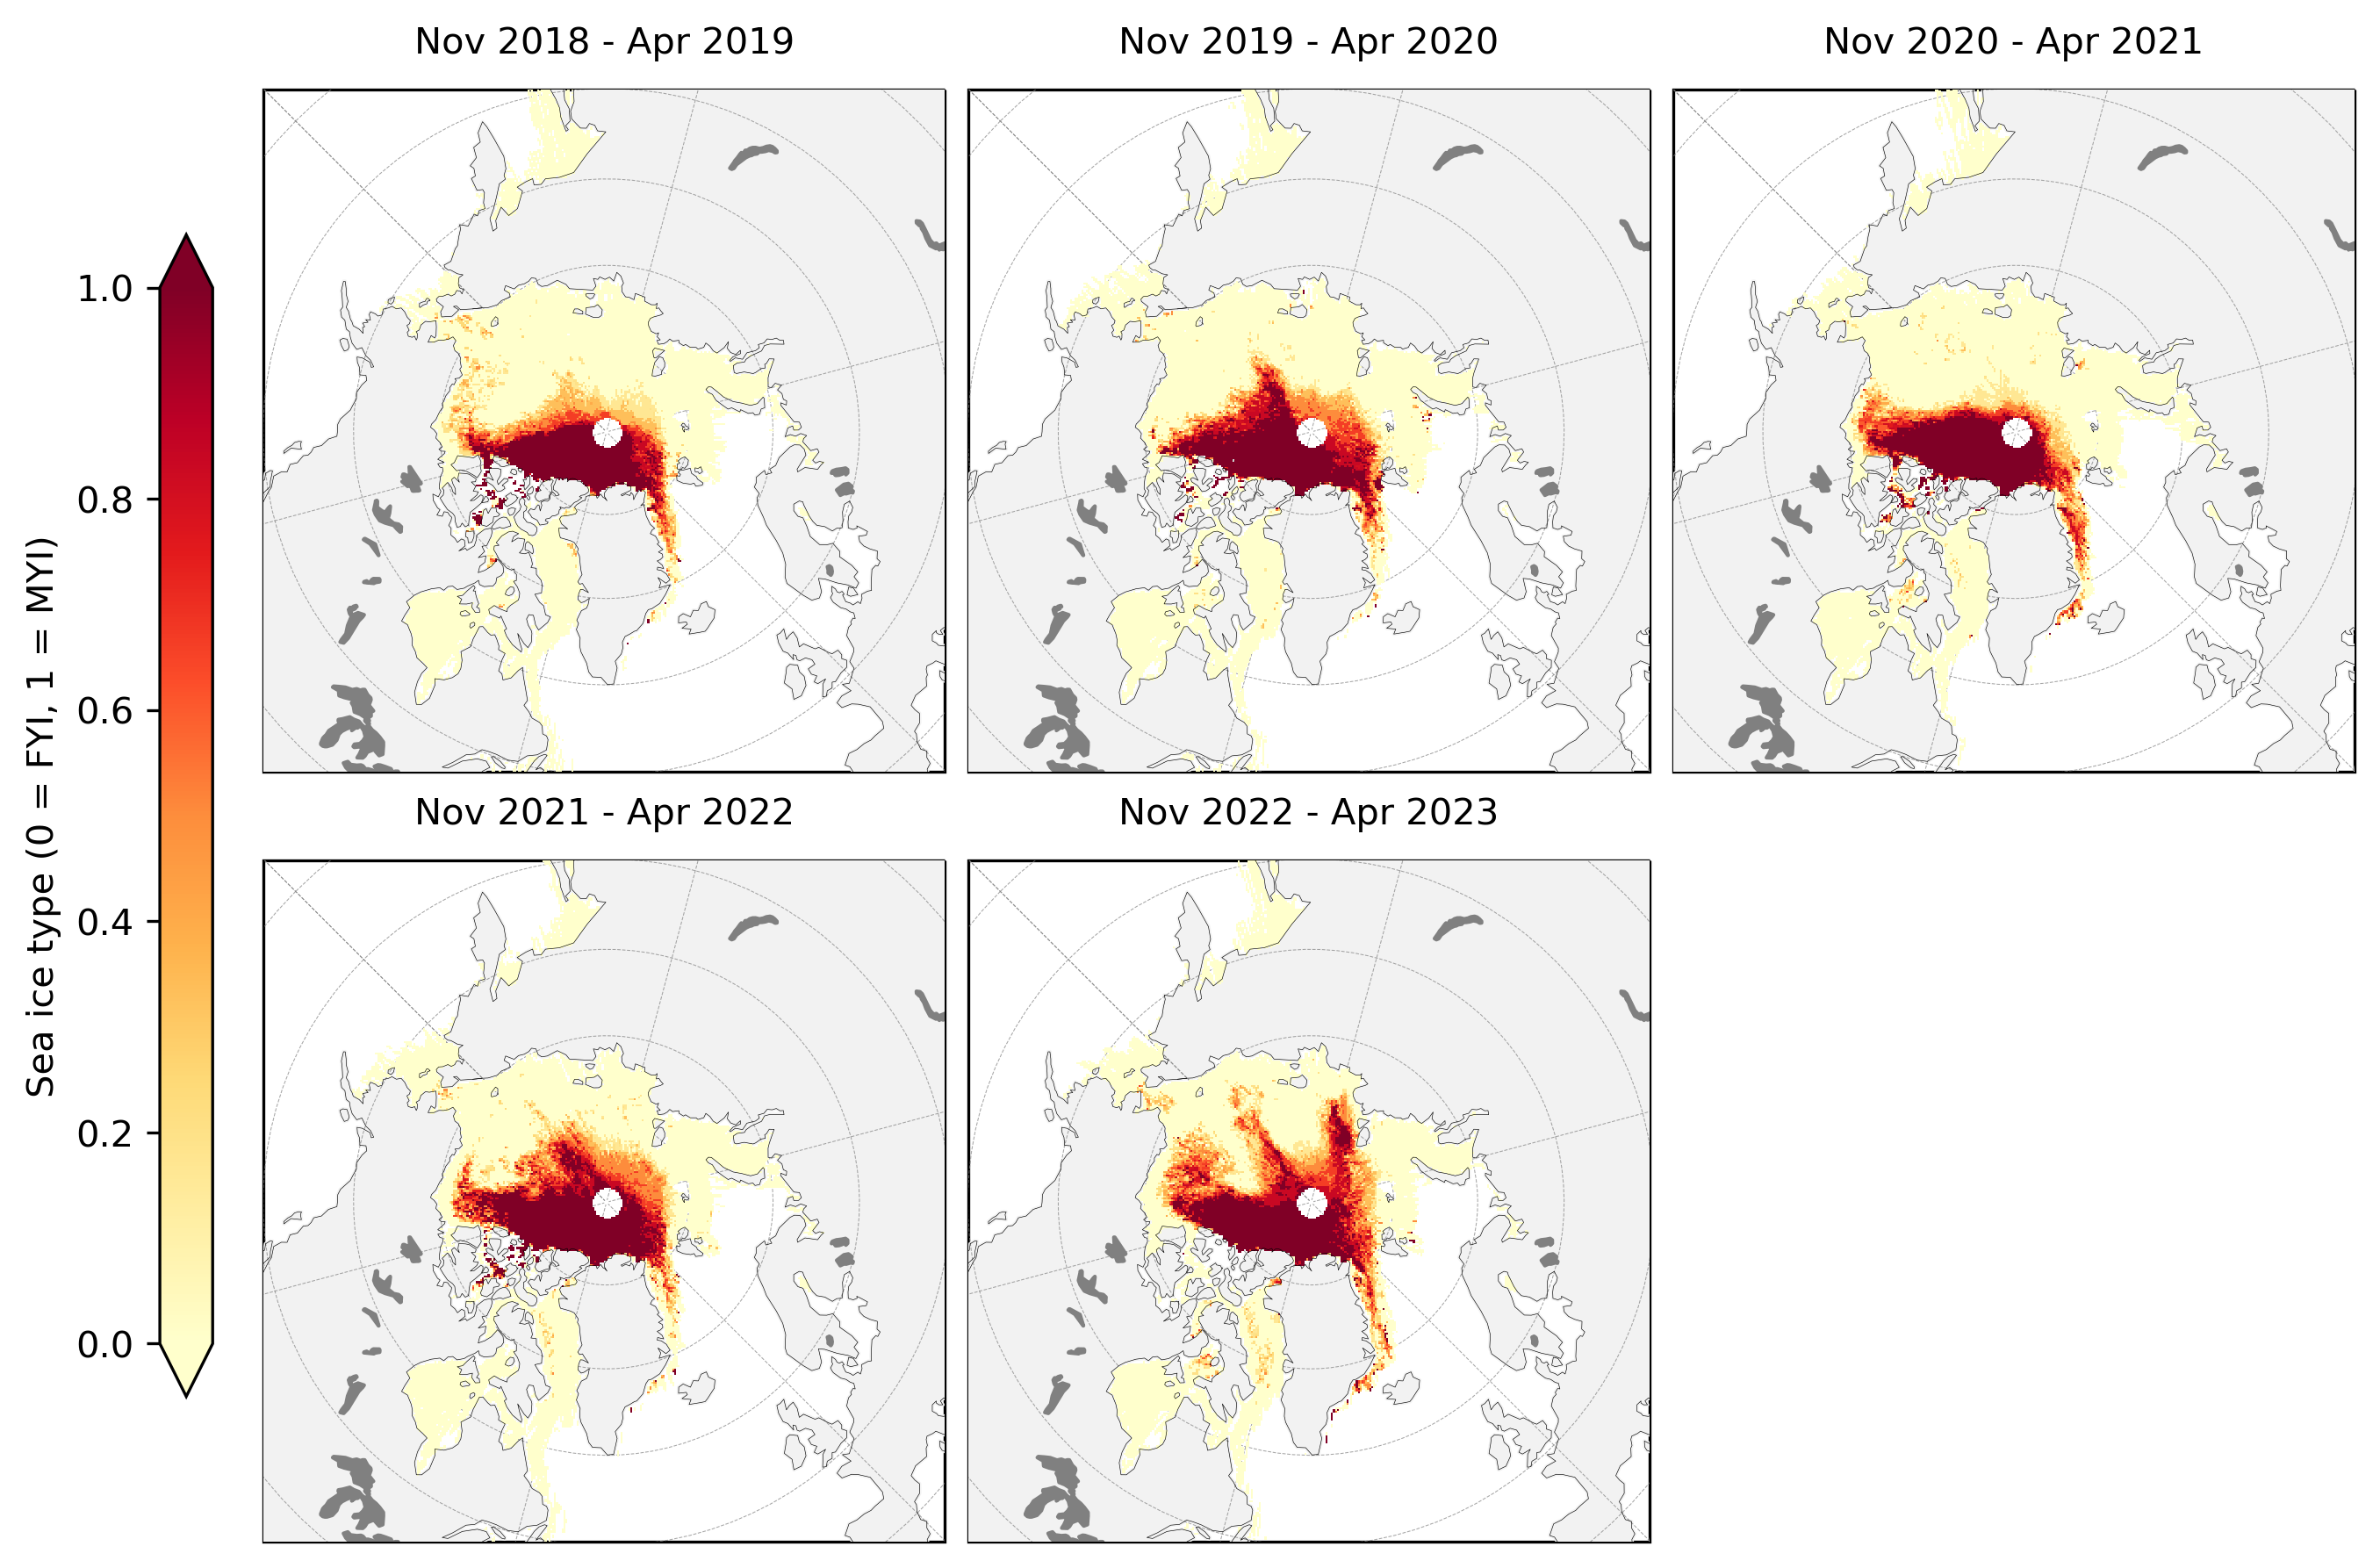 Nov 2018 - Apr 2019
Nov 2019 - Apr 2020
Nov 2020 - Apr 2021
Sea ice type (0 = FYI, 1 = MYI)
1.0
0.8
0.6
0.4
0.2
0.0
Nov 2021 - Apr 2022
Nov 2022 - Apr 2023